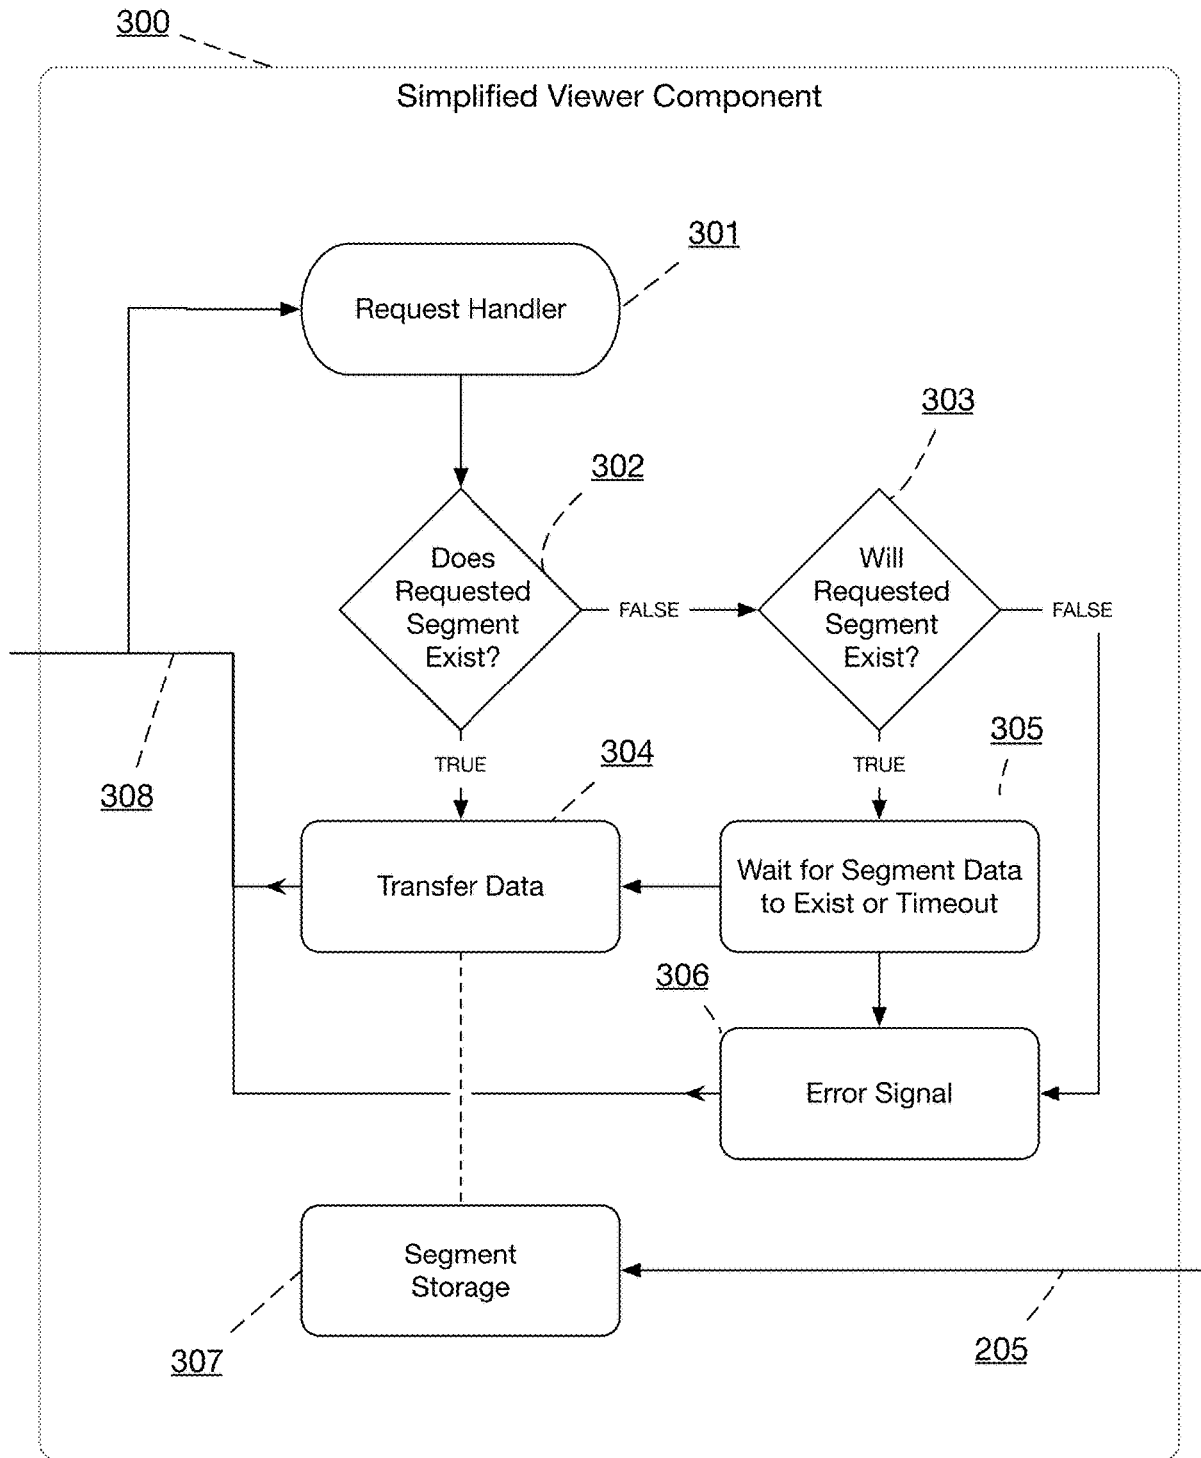 300
Simplified Viewer Component
301
Request Handler
303
302
Does
Requested
Segment
Exist?
FALSE
Will
Requested
Segment
Exist?
FALSE
308
TRUE
304
TRUE
305
Transfer Data
Wait for Segment Data
to Exist or Timeout
306
Error Signal
Segment
Storage
307
205